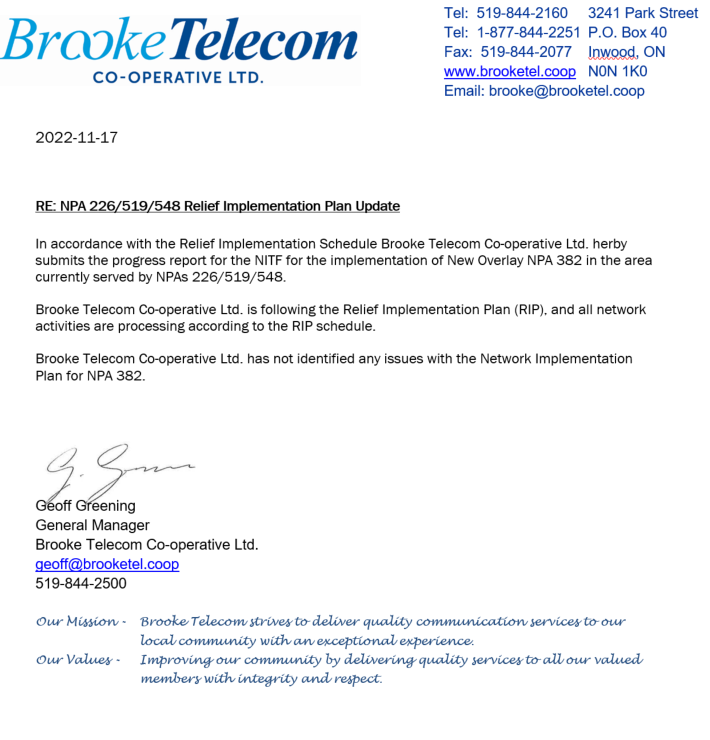 Brooke Telecom
CO-OPERATIVE LTD.
Tel: 519-844-2160 3241 Park Street
Tel: 1-877-844-2251 P.O. Box 40
Fax: 519-844-2077 Inwood, ON
www.brooketel.coop N0N 1K0
Email: brooke@brooketel.coop
2022-11-17
RE: NPA 226/519/548 Relief Implementation Plan Update
In accordance with the Relief Implementation Schedule Brooke Telecom Co-operative Ltd. herby
submits the progress report for the NITF for the implementation of New Overlay NPA 382 in the area
currently served by NPAs 226/519/548.
Brooke Telecom Co-operative Ltd. is following the Relief Implementation Plan (RIP), and all network
activities are processing according to the RIP schedule.
Brooke Telecom Co-operative Ltd. has not identified any issues with the Network Implementation
Plan for NPA 382.
Geoff Greening
General Manager
Brooke Telecom Co-operative Ltd.
geoff@brooketel.coop
519-844-2500
Our Mission - Brooke Telecom strives to deliver quality communication services to our
local community with an exceptional experience.
Our Values - Improving our community by delivering quality services to all our valued
members with integrity and respect.